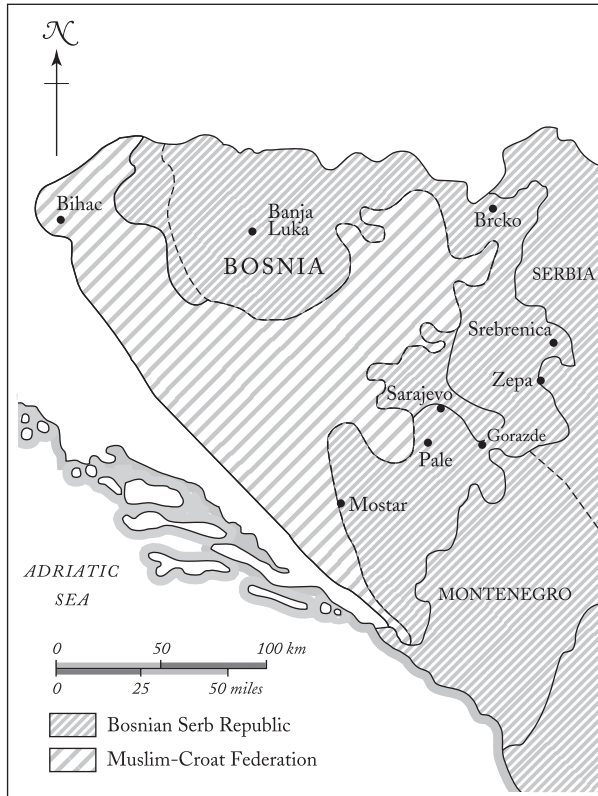 N
Bihac
Banja
Luka
BOSNIA
Brcko
SERBIA
Srebrenica
Zepa
Sarajevo
Gorazde
Pale
Mostar
ADRIATIC
SEA
MONTENEGRO
0 50 100 km
0 25 50 miles
Bosnian Serb Republic
Muslim-Croat Federation